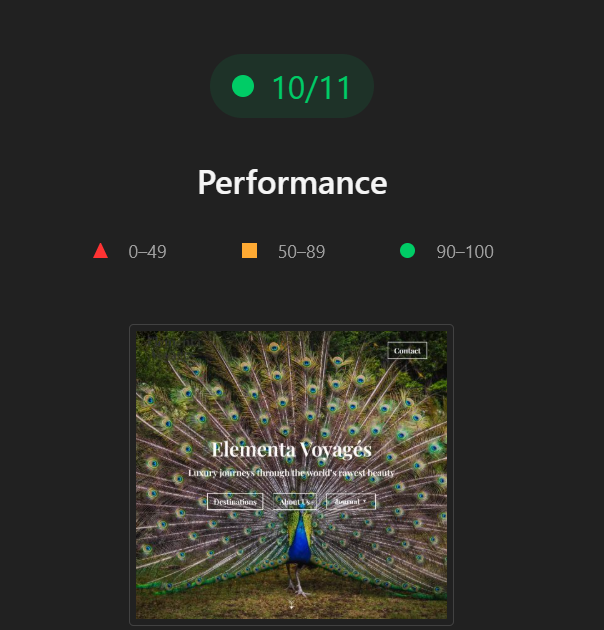 10/11
Performance
0–49 50–89 90–100
Contact
Elementa Voyagés
Luxury journeys through the world's rawest beauty
Destinations About Us Journal